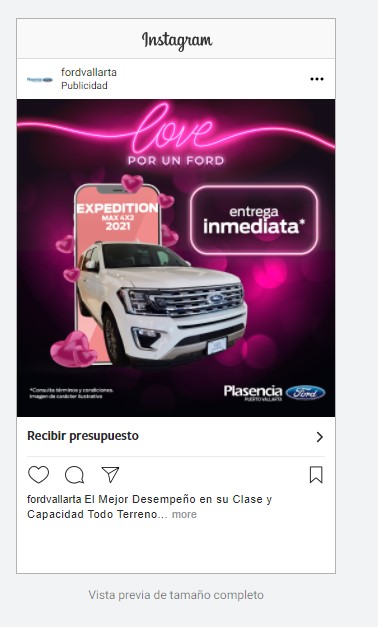 Instagram
fordvallarta
Publicidad
love
POR UN FORD
EXPEDITION
MAX 4X2
2021
entrega
inmediata*
*Consulta términos y condiciones.
Imagen de carácter ilustrativo
Plasencia Ford
PUERTO VALLARTA
Recibir presupuesto
fordvallarta El Mejor Desempeño en su Clase y
Capacidad Todo Terreno... more
Vista previa de tamaño completo